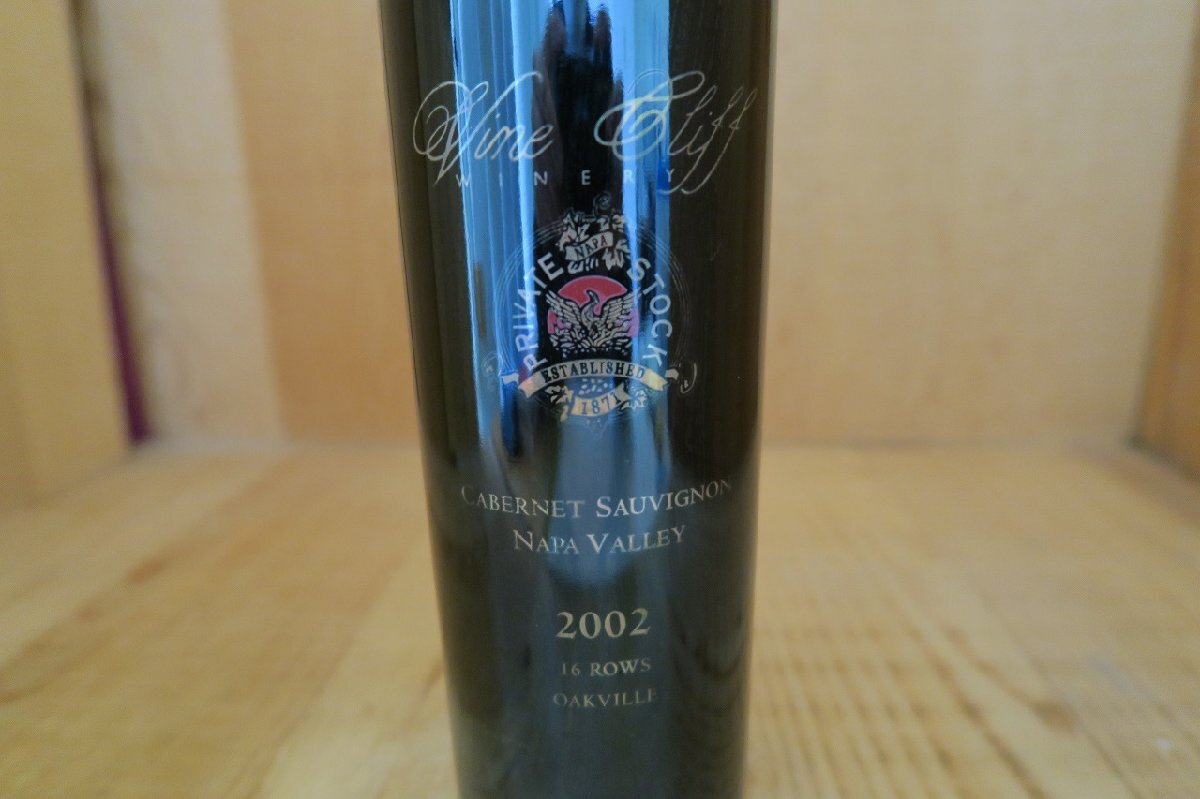 Vine Cliff
WINERY
NAPA
PRIVATE STOCK
ESTABLISHED
1871
CABERNET SAUVIGNON
NAPA VALLEY
2002
16 ROWS
OAKVILLE